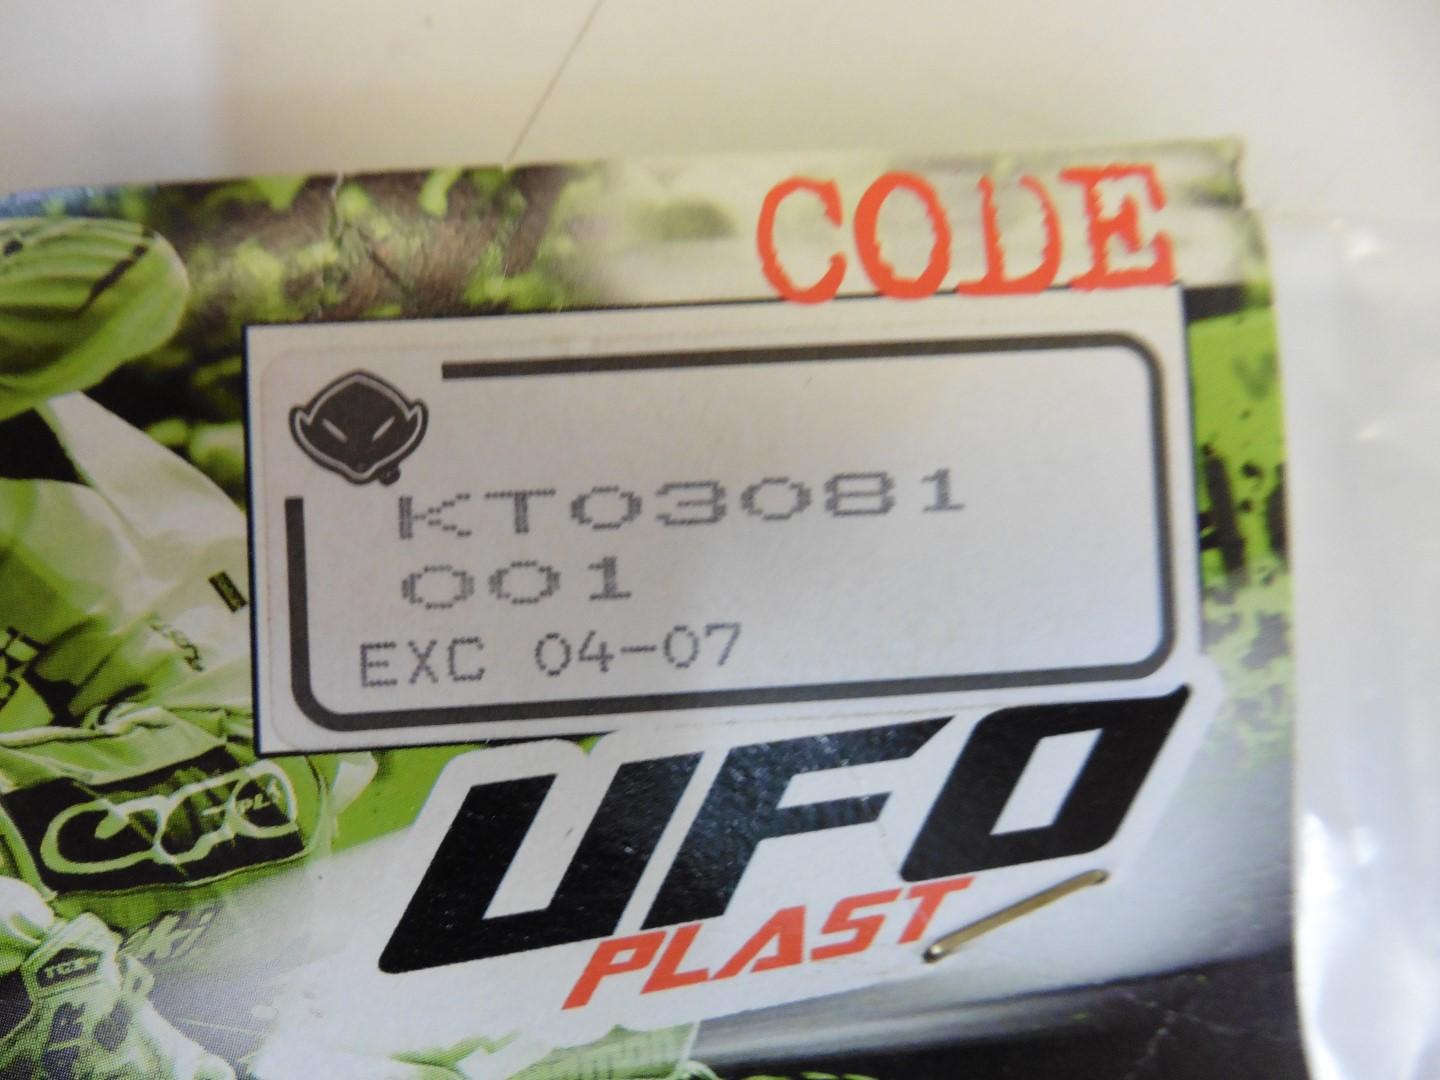 CODE
KT03081
001
EXC 04-07
UFO
PLAST